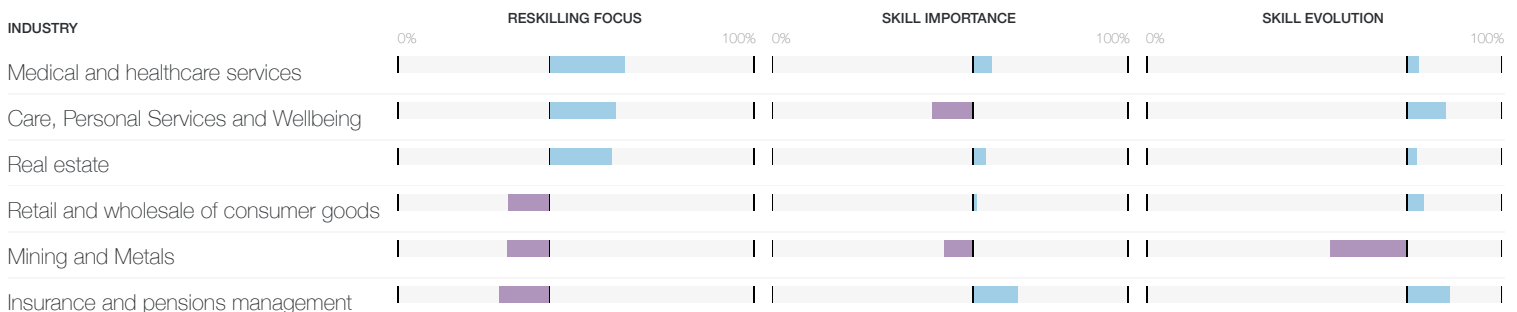 INDUSTRY RESKILLING FOCUS SKILL IMPORTANCE SKILL EVOLUTION
0% 100% 0% 100% 0% 100%
Medical and healthcare services
Care, Personal Services and Wellbeing
Real estate
Retail and wholesale of consumer goods
Mining and Metals
Insurance and pensions management